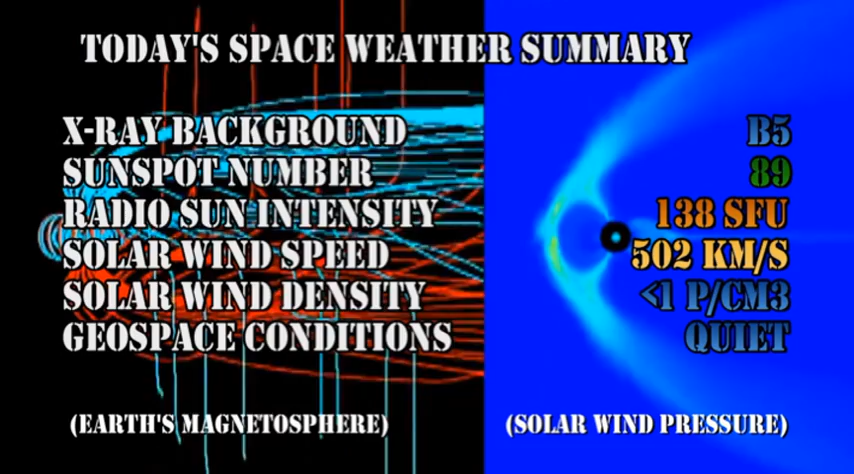 TODAY'S SPACE WEATHER SUMMARY
X-RAY BACKGROUND B5
SUNSPOT NUMBER 89
RADIO SUN INTENSITY 138 SFU
SOLAR WIND SPEED 502 KM/S
SOLAR WIND DENSITY <1 P/CM3
GEOSPACE CONDITIONS QUIET
(EARTH'S MAGNETOSPHERE) (SOLAR WIND PRESSURE)